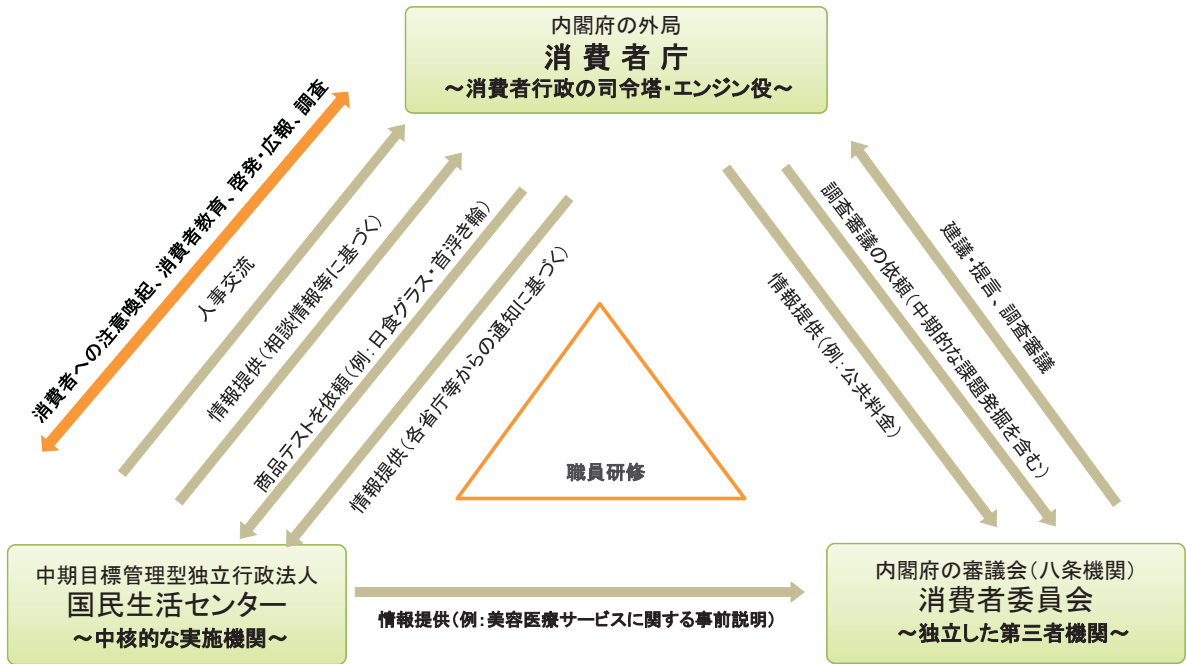 内閣府の外局
消費者庁
～消費者行政の司令塔・エンジン役～
消費者への注意喚起、消費者教育、啓発・広報、調査
人事交流
情報提供（相談情報等に基づく）
商品テストを依頼（例：日食グラス・首浮き輪）
情報提供（各省庁等からの通知に基づく）
情報提供（例：公共料金）
調査審議の依頼（中期的な課題発掘を含む）
建議・提言、調査審議
職員研修
中期目標管理型独立行政法人
国民生活センター
～中核的な実施機関～
情報提供（例：美容医療サービスに関する事前説明）
内閣府の審議会（八条機関）
消費者委員会
～独立した第三者機関～